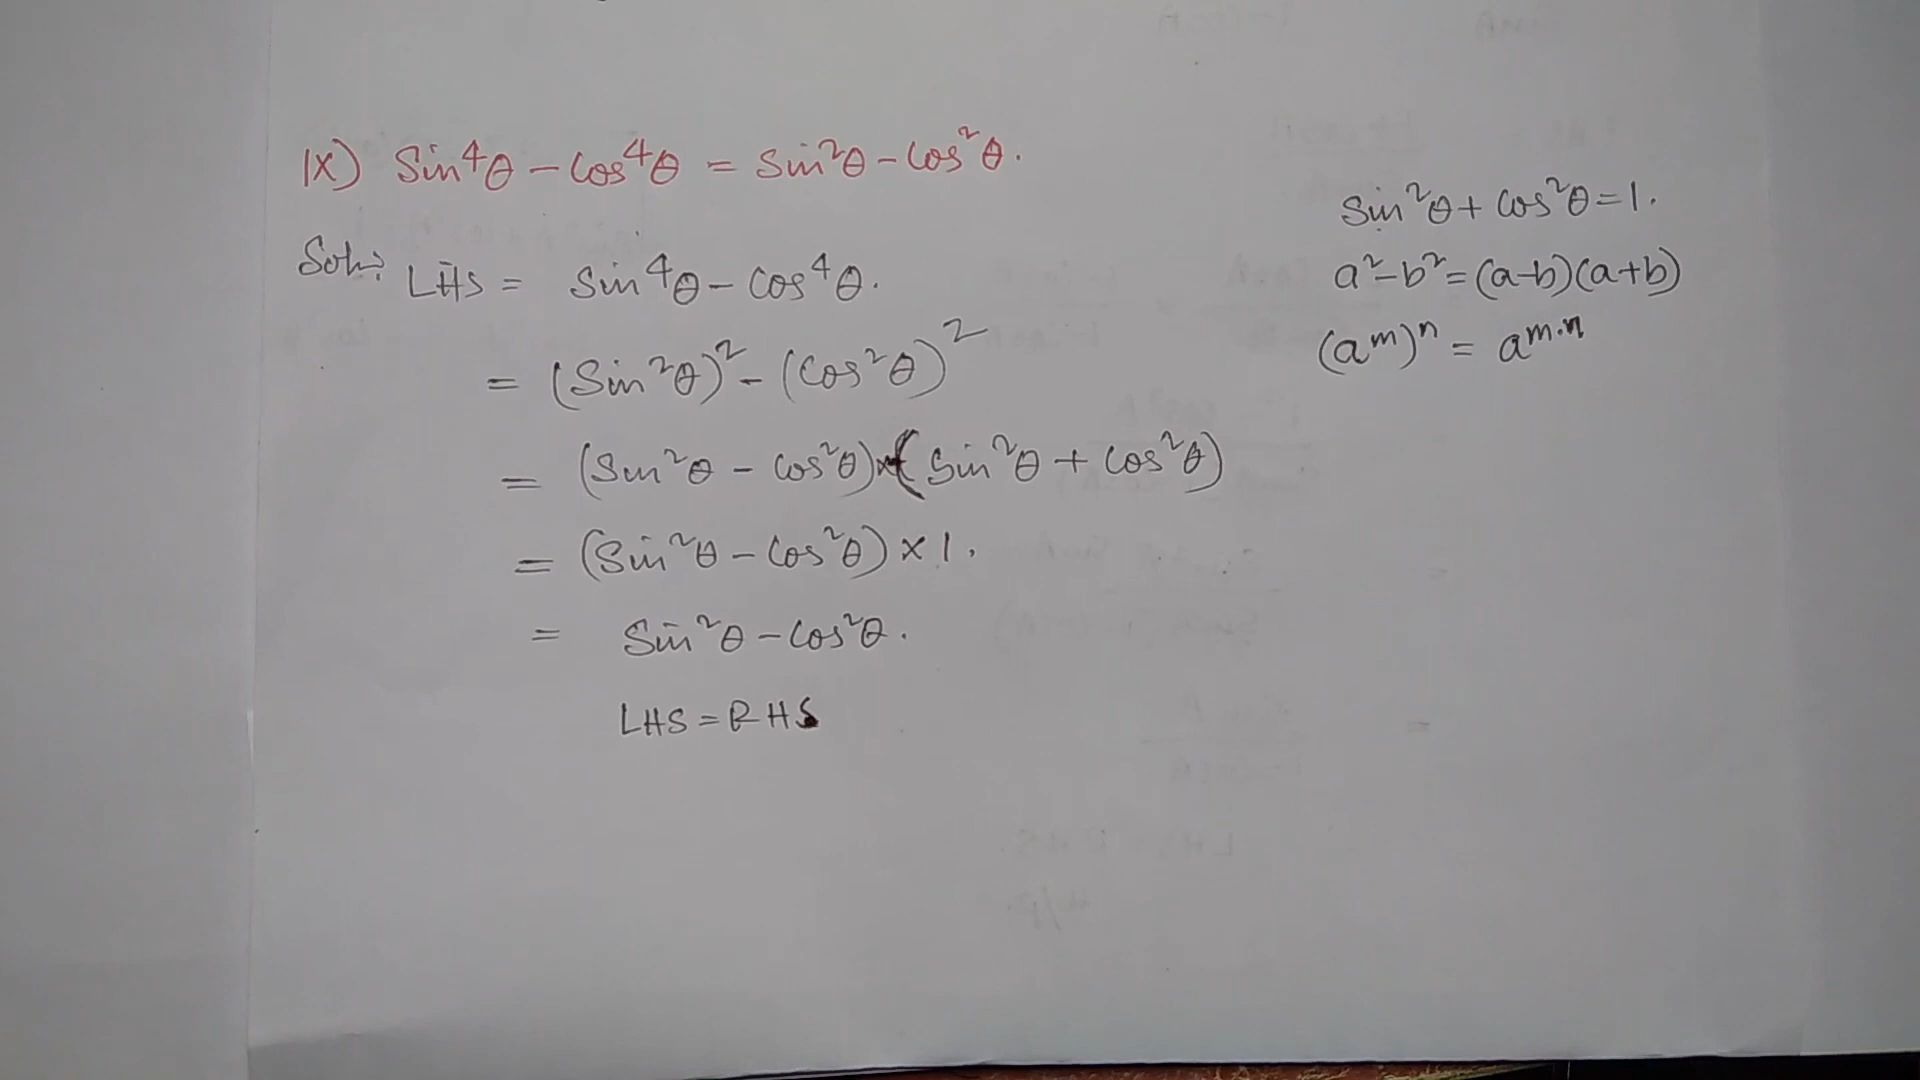 IX) Sin⁴θ - Cos⁴θ = Sin²θ - Cos²θ.
Soln: LHS = Sin⁴θ - Cos⁴θ.
= (Sin²θ)² - (Cos²θ)²
= (Sin²θ - Cos²θ) × (Sin²θ + Cos²θ)
= (Sin²θ - Cos²θ) × 1.
= Sin²θ - Cos²θ.
LHS = RHS
Sin²θ + Cos²θ = 1.
a² - b² = (a-b)(a+b)
(aᵐ)ⁿ = a^m·n